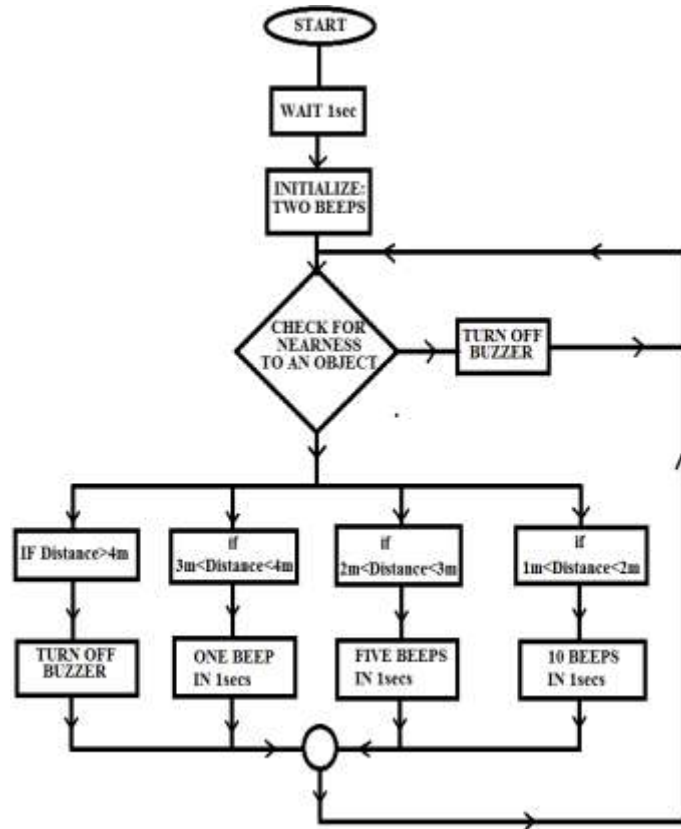 START
WAIT 1sec
INITIALIZE:
TWO BEEPS
CHECK FOR
NEARNESS
TO AN OBJECT
TURN OFF
BUZZER
IF Distance>4m
if
3m<Distance<4m
if
2m<Distance<3m
if
1m<Distance<2m
TURN OFF
BUZZER
ONE BEEP
IN 1secs
FIVE BEEPS
IN 1secs
10 BEEPS
IN 1secs